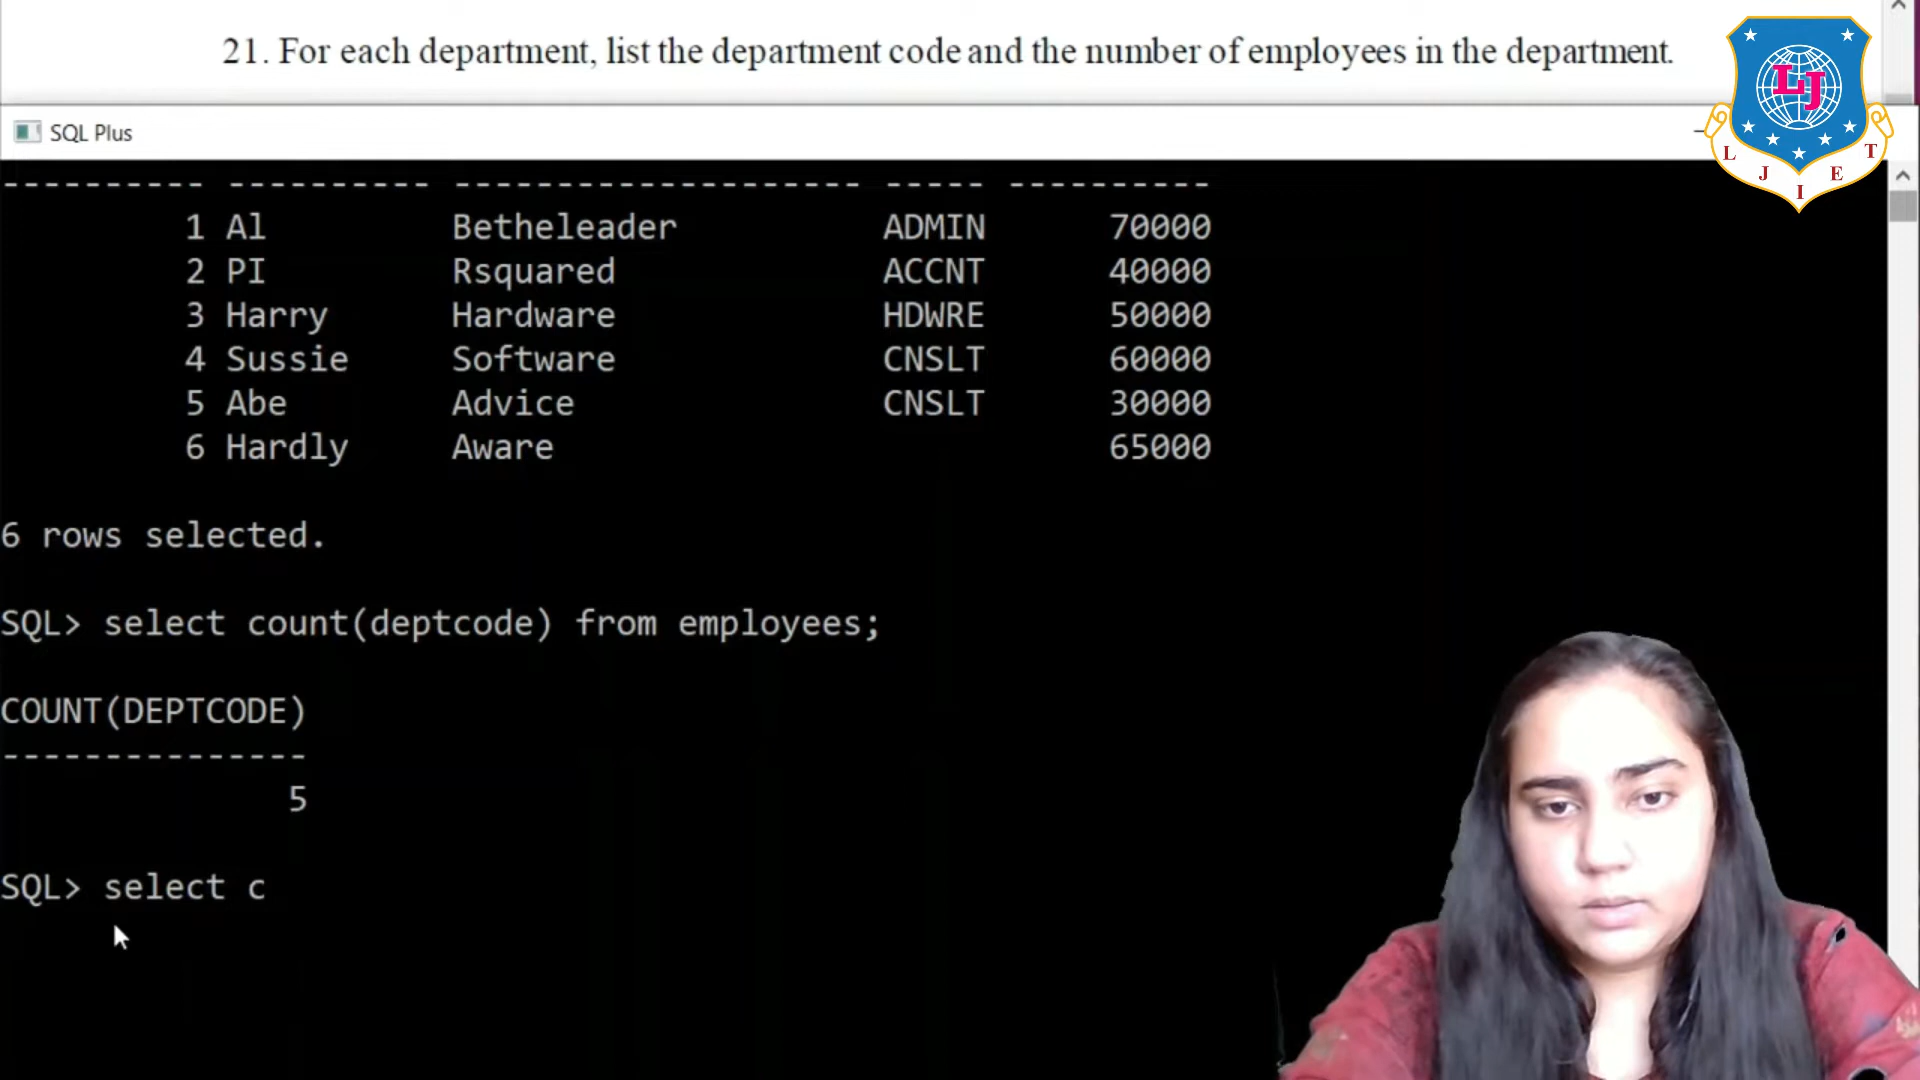 21. For each department, list the department code and the number of employees in the department.
SQL Plus
---------- ---------- -------------------- ----- ----------
1 Al Betheleader ADMIN 70000
2 PI Rsquared ACCNT 40000
3 Harry Hardware HDWRE 50000
4 Sussie Software CNSLT 60000
5 Abe Advice CNSLT 30000
6 Hardly Aware 65000
6 rows selected.
SQL> select count(deptcode) from employees;
COUNT(DEPTCODE)
---------------
5
SQL> select c
LJ
L J I E T